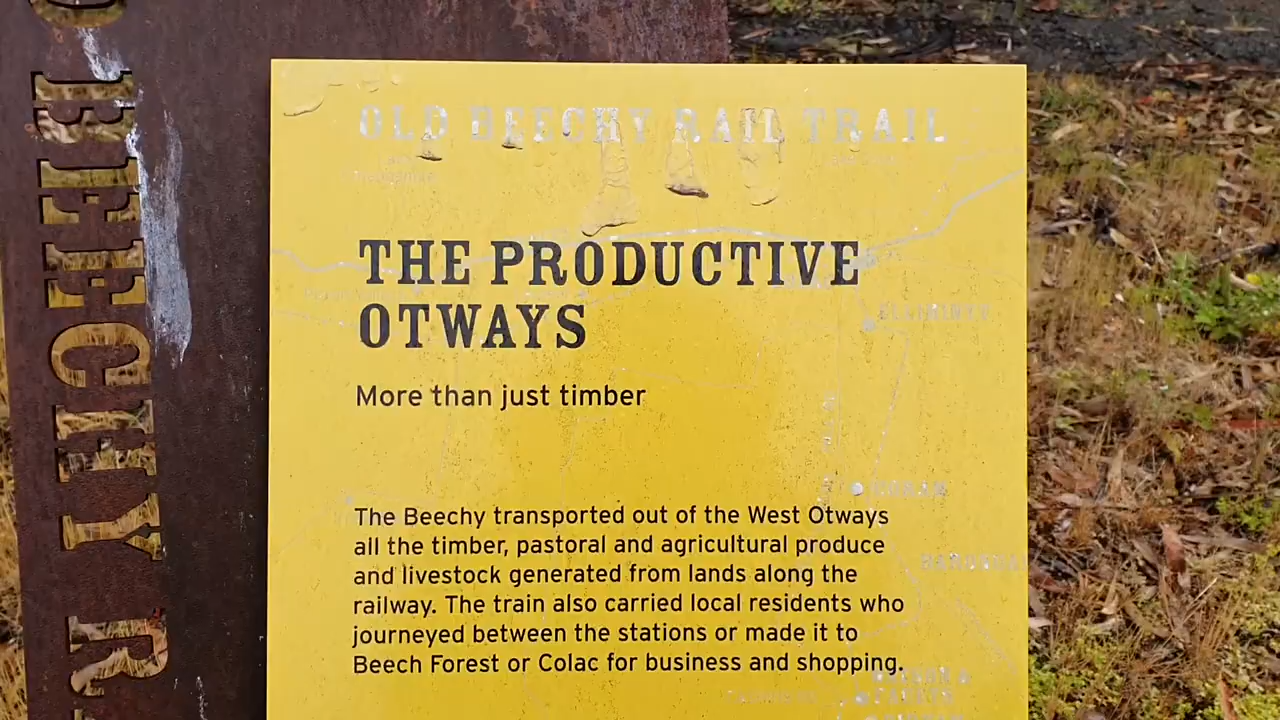 BEECHY R
OLD BEECHY RAIL TRAIL
THE PRODUCTIVE
OTWAYS
More than just timber
ELLIMINYT
CORAN
BARONGA
The Beechy transported out of the West Otways
all the timber, pastoral and agricultural produce
and livestock generated from lands along the
railway. The train also carried local residents who
journeyed between the stations or made it to
Beech Forest or Colac for business and shopping.